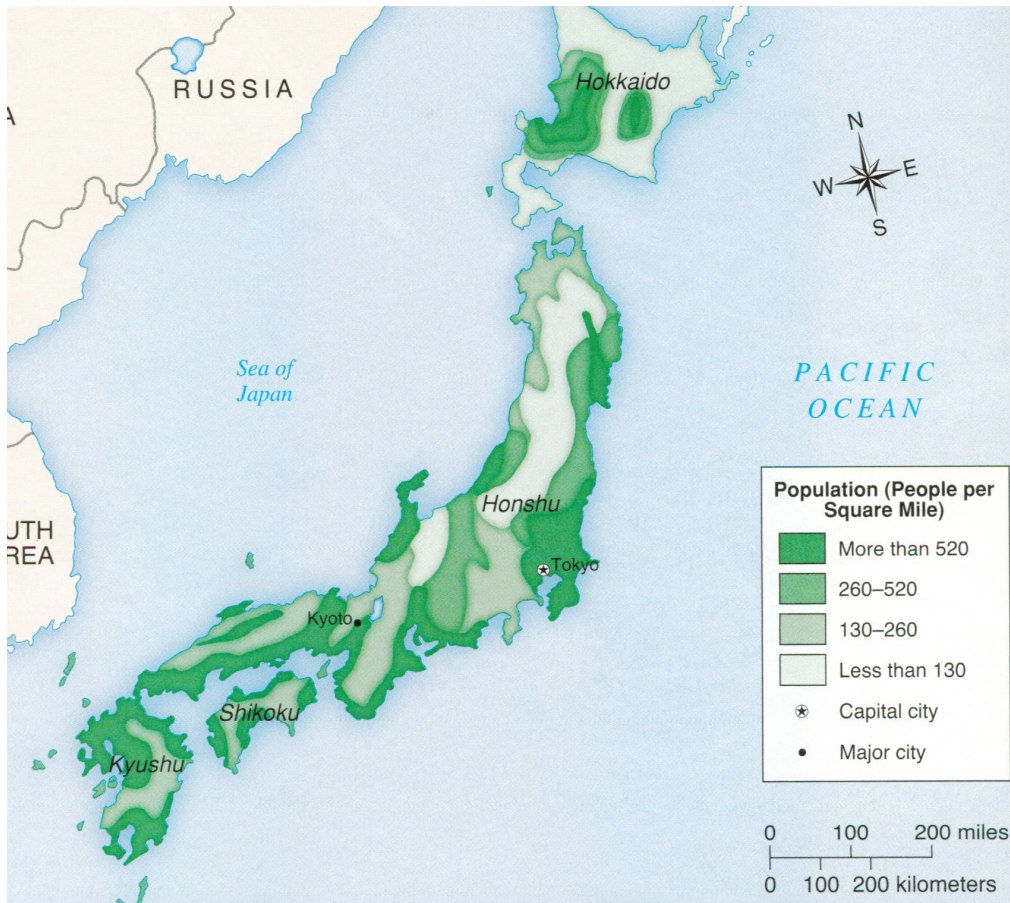 RUSSIA
A
Hokkaido
N
W
E
S
Sea of
Japan
PACIFIC
OCEAN
Honshu
UTH
REA
Tokyo
Kyoto
Shikoku
Kyushu
Population (People per
Square Mile)
More than 520
260–520
130–260
Less than 130
Capital city
Major city
0 100 200 miles
0 100 200 kilometers